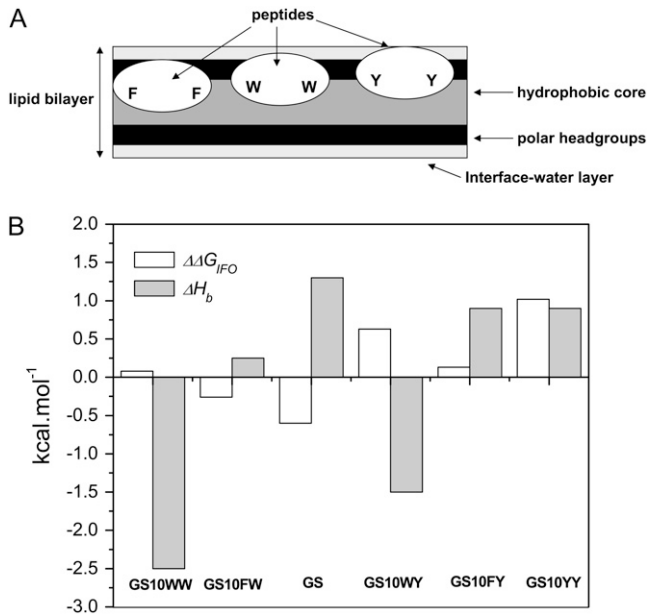 A
peptides
lipid bilayer
F F W W Y Y
hydrophobic core
polar headgroups
Interface-water layer
B
kcal.mol⁻¹
2.0
1.5
1.0
0.5
0.0
-0.5
-1.0
-1.5
-2.0
-2.5
-3.0
ΔΔG_IFO
ΔH_b
GS10WW GS10FW GS GS10WY GS10FY GS10YY